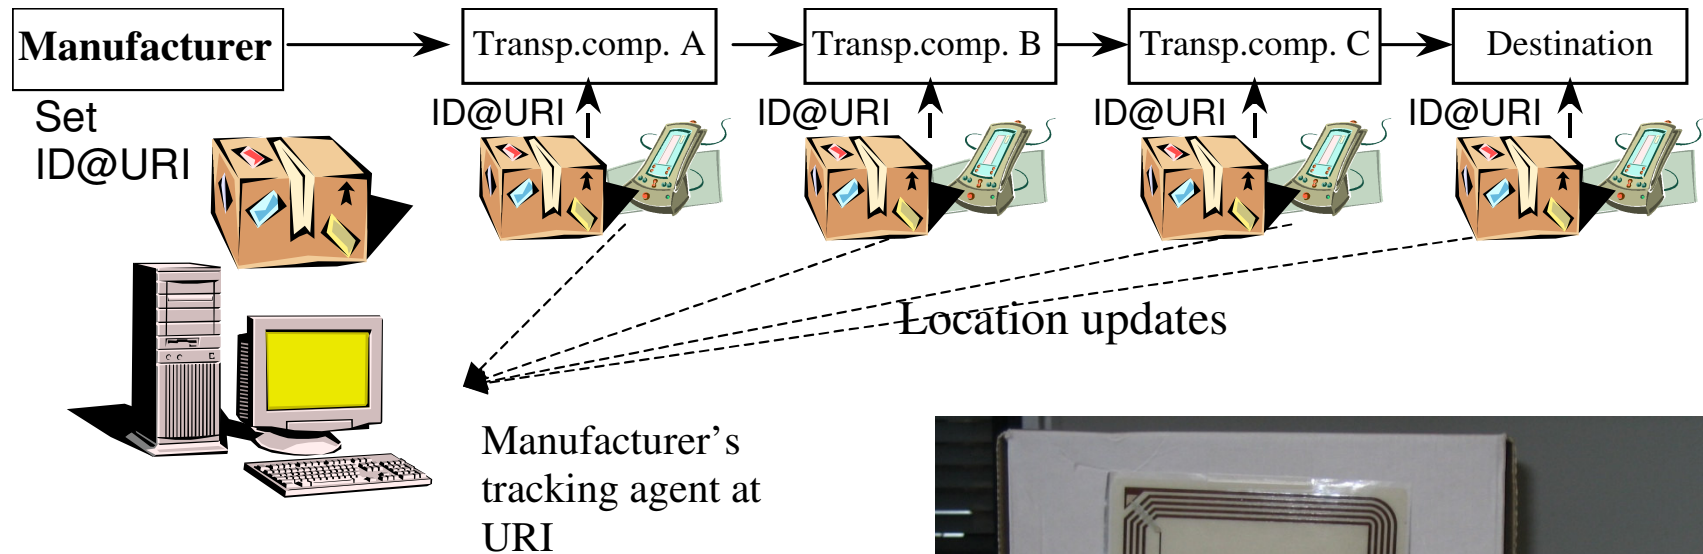 Manufacturer
Transp.comp. A
Transp.comp. B
Transp.comp. C
Destination
Set
ID@URI
ID@URI
ID@URI
ID@URI
ID@URI
Location updates
Manufacturer’s
tracking agent at
URI